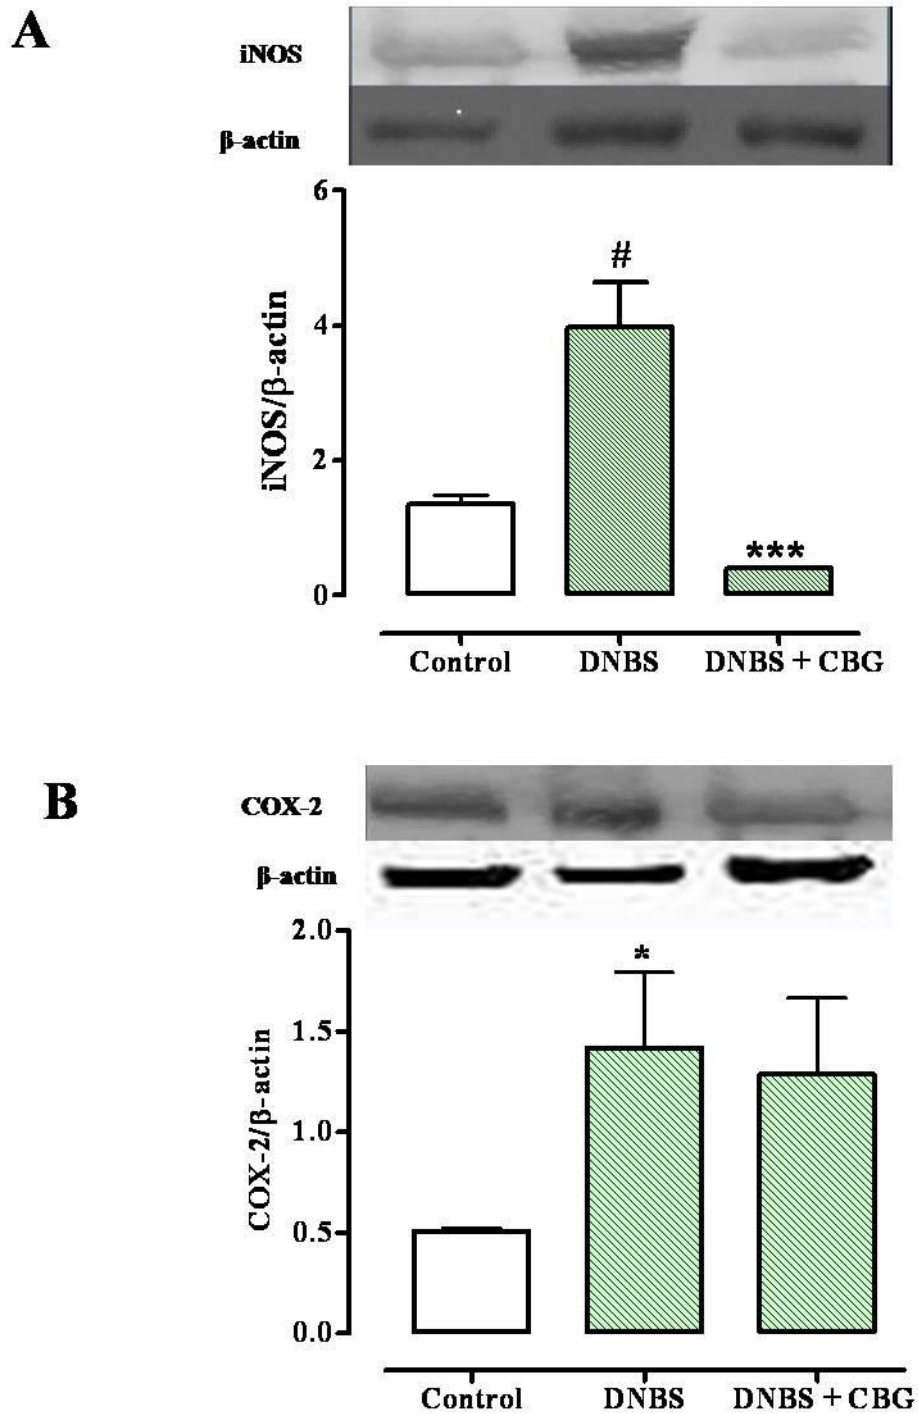 A
iNOS
β-actin
6
#
4
iNOS/β-actin
2
***
0
Control DNBS DNBS + CBG
B
COX-2
β-actin
2.0
*
1.5
COX-2/β-actin
1.0
0.5
0.0
Control DNBS DNBS + CBG